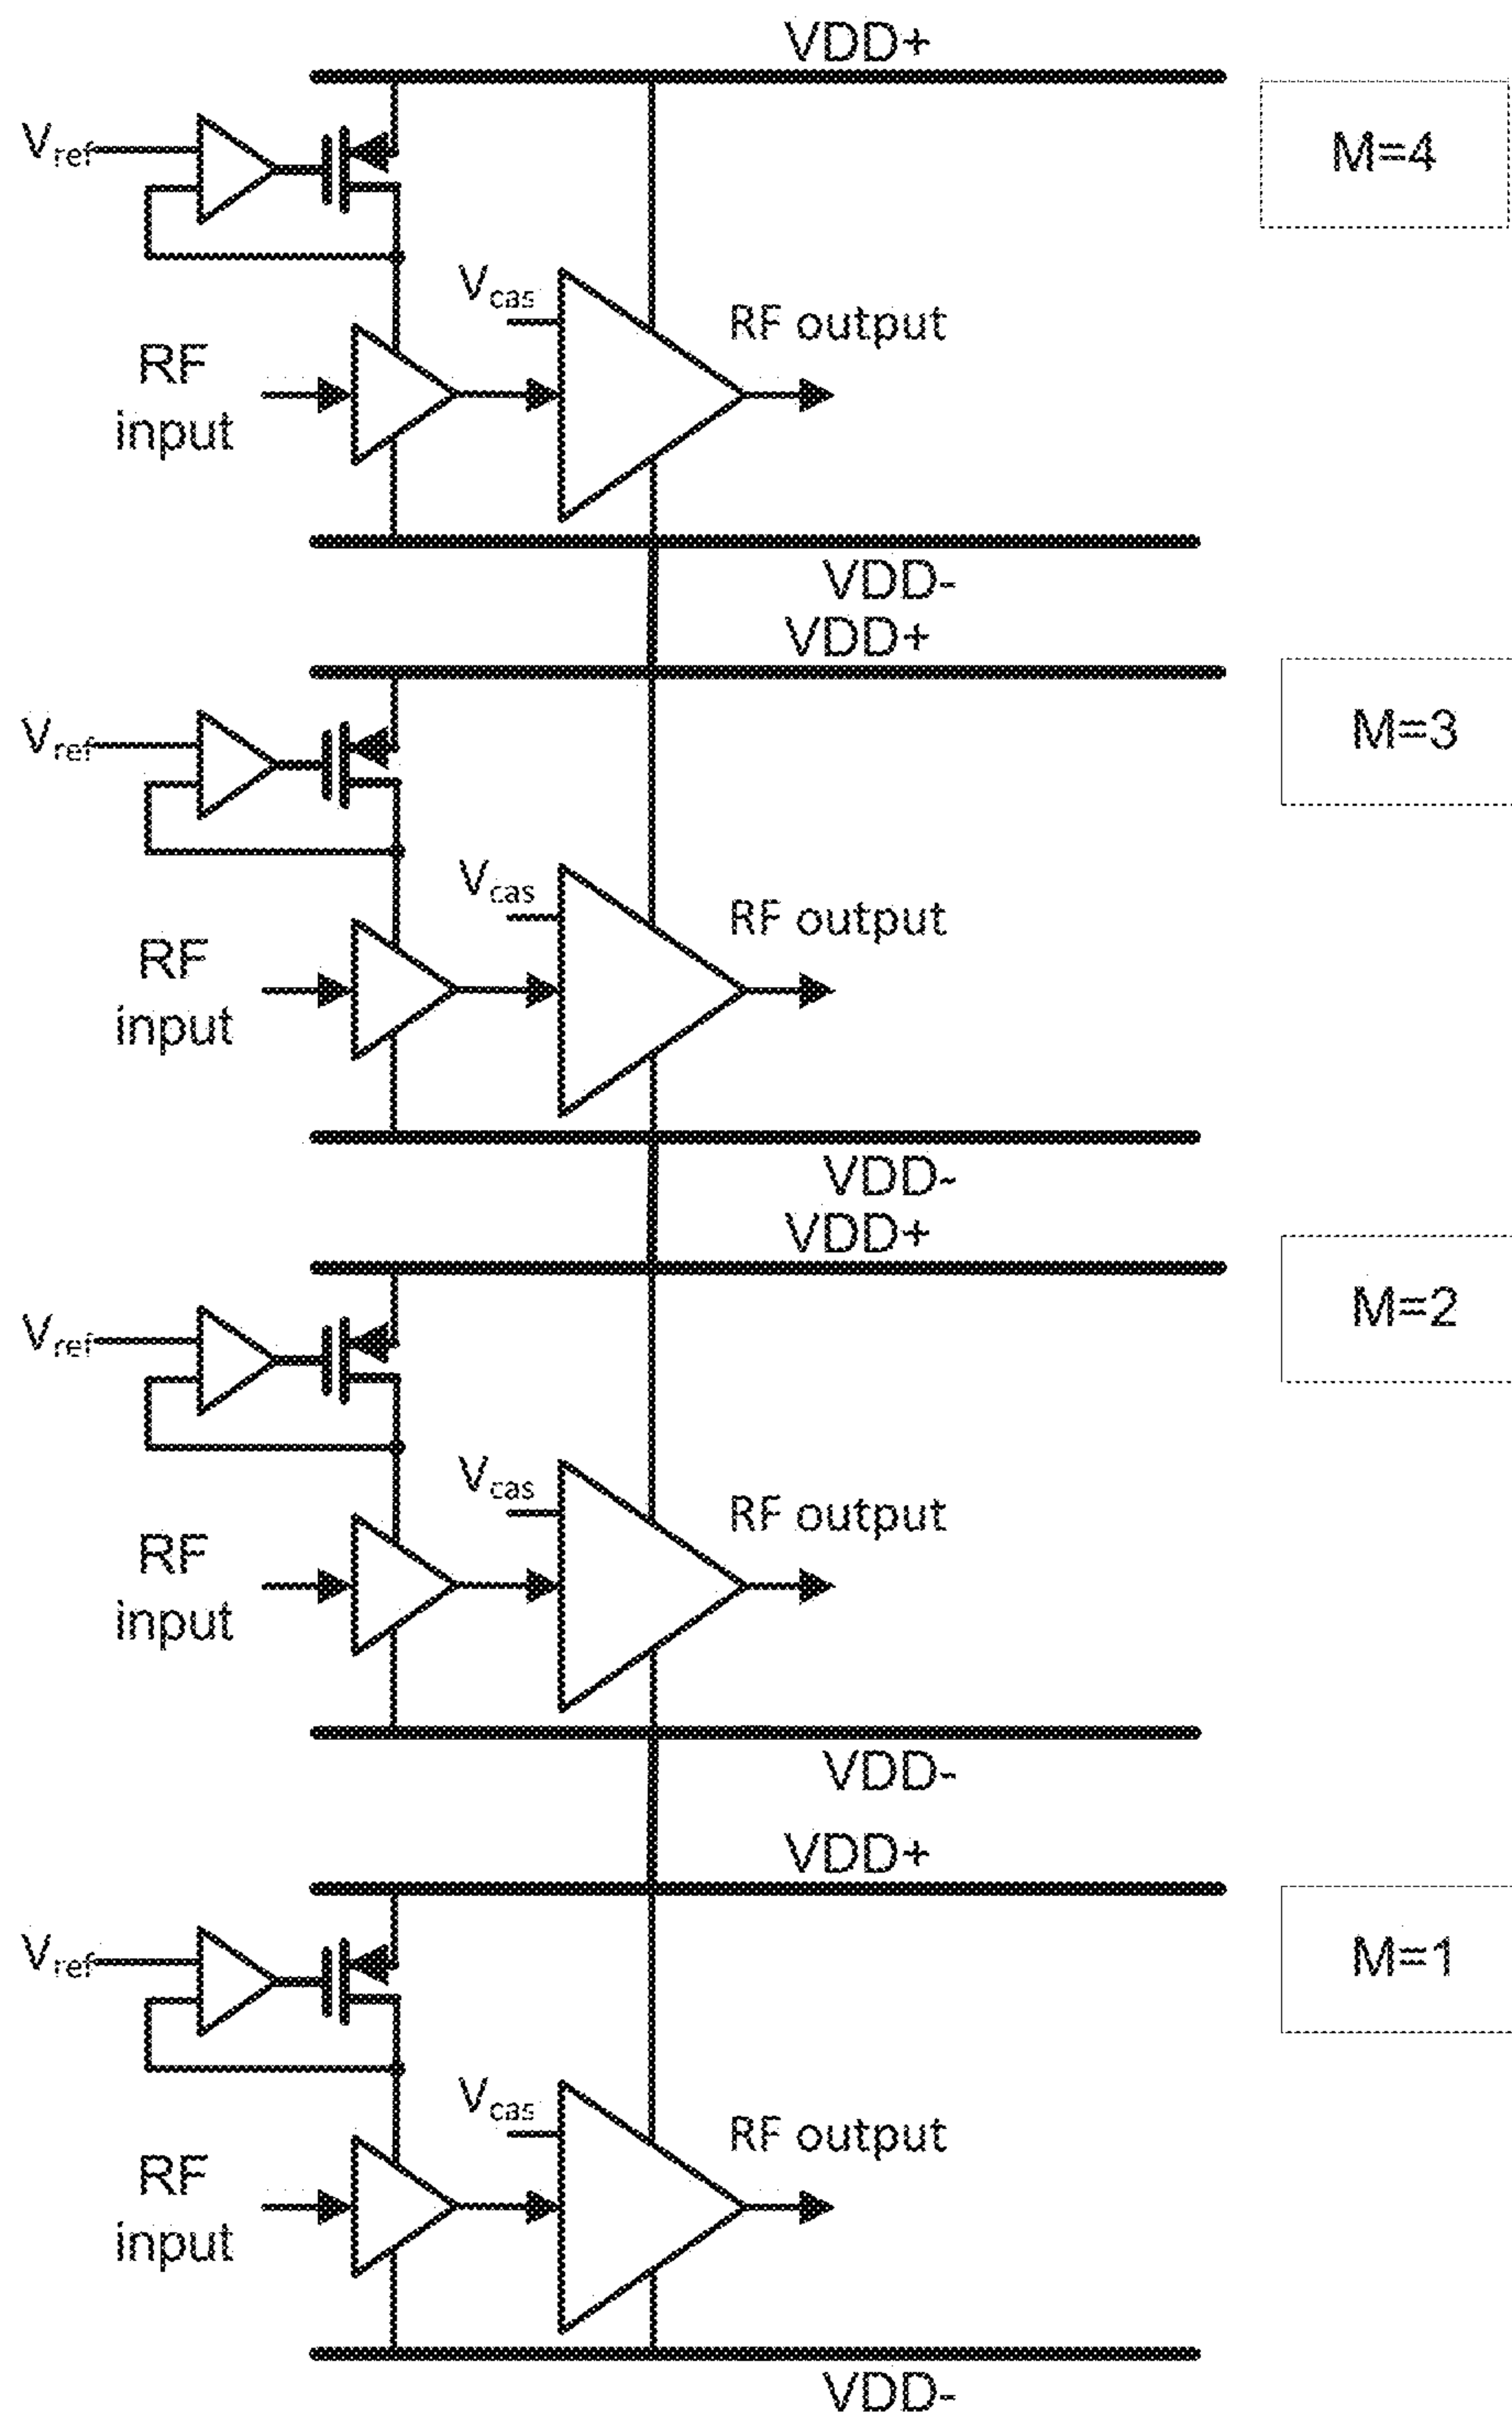 VDD+
M=4
Vref
Vcas
RF output
RF
input
VDD-
VDD+
M=3
Vref
Vcas
RF output
RF
input
VDD-
VDD+
M=2
Vref
Vcas
RF output
RF
input
VDD-
VDD+
M=1
Vref
Vcas
RF output
RF
input
VDD-